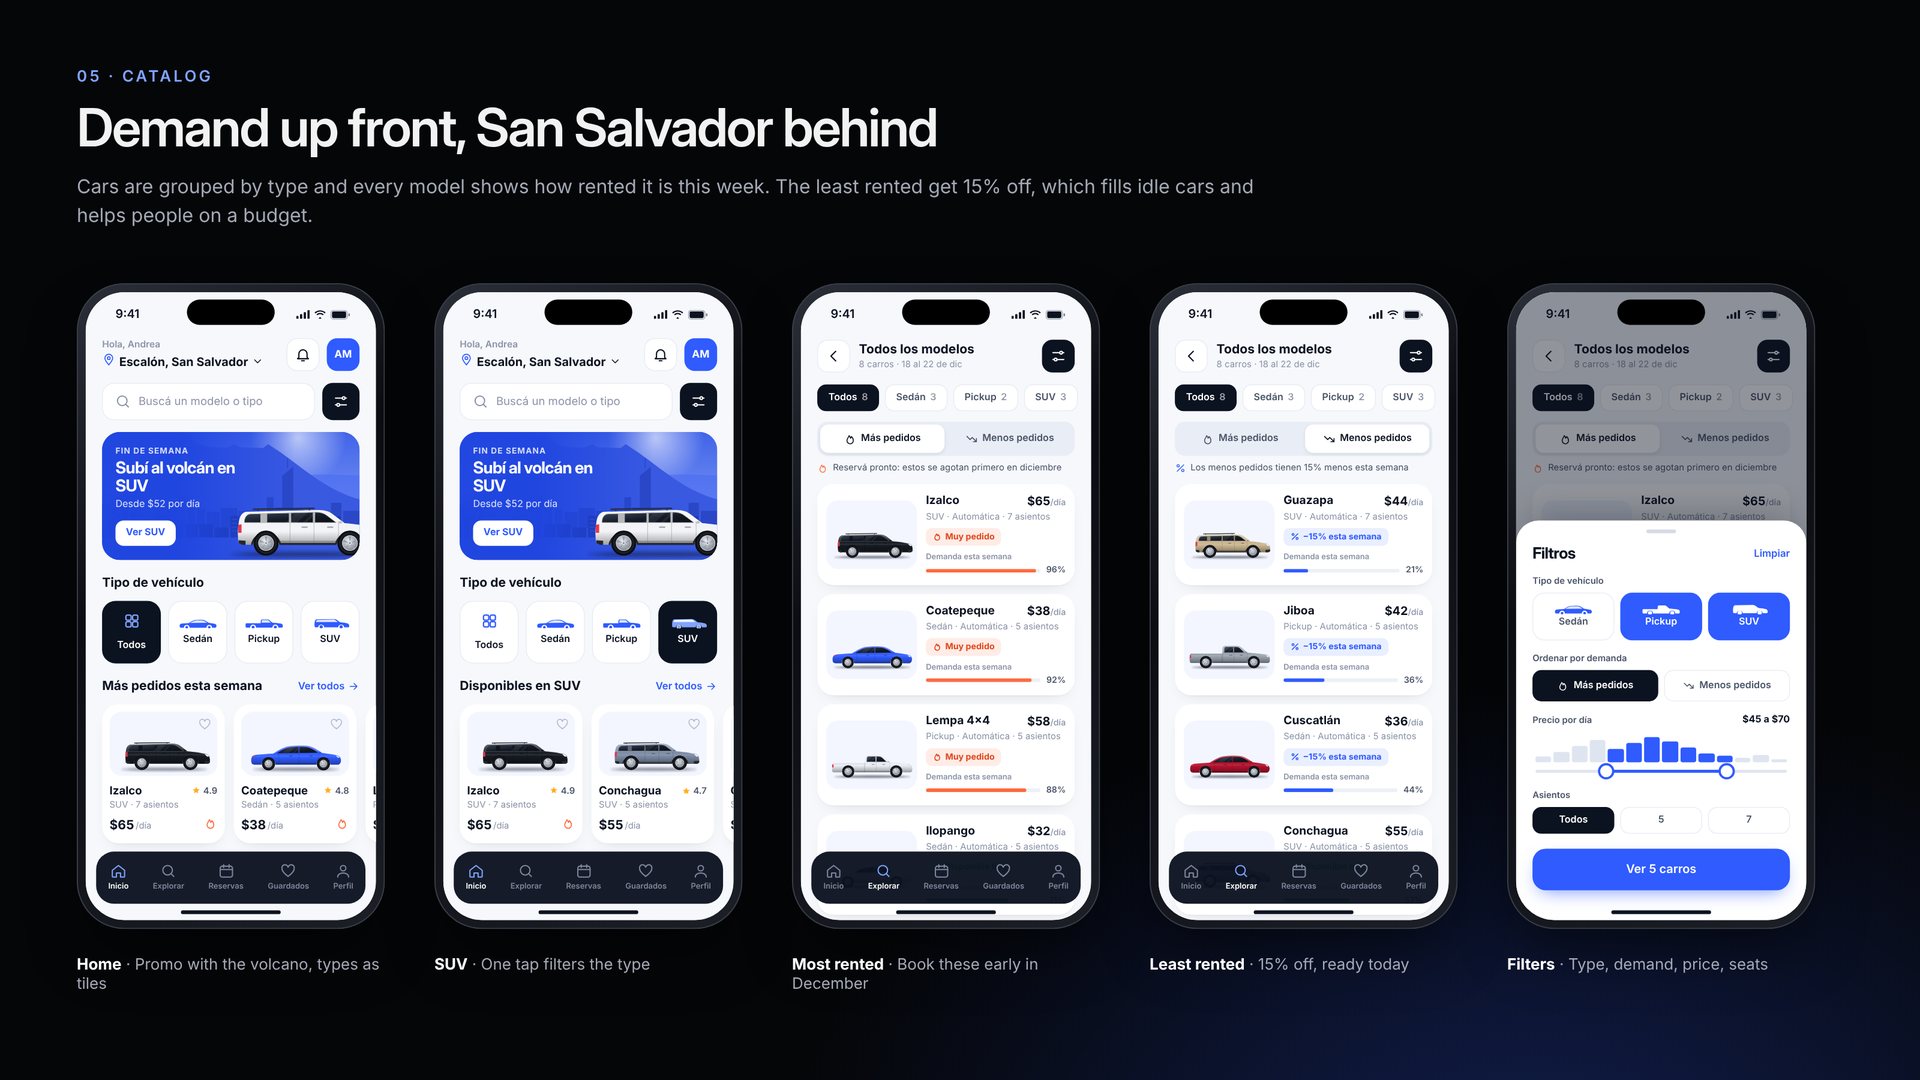 05 · CATALOG
Demand up front, San Salvador behind
Cars are grouped by type and every model shows how rented it is this week. The least rented get 15% off, which fills idle cars and
helps people on a budget.
9:41
Hola, Andrea
Escalón, San Salvador
AM
Buscá un modelo o tipo
FIN DE SEMANA
Subí al volcán en
SUV
Desde $52 por día
Ver SUV
Tipo de vehículo
Todos
Sedán
Pickup
SUV
Más pedidos esta semana
Ver todos →
Izalco
★ 4.9
SUV · 7 asientos
$65 /día
Coatepeque
★ 4.8
Sedán · 5 asientos
$38 /día
Inicio
Explorar
Reservas
Guardados
Perfil
Home · Promo with the volcano, types as
tiles
9:41
Hola, Andrea
Escalón, San Salvador
AM
Buscá un modelo o tipo
FIN DE SEMANA
Subí al volcán en
SUV
Desde $52 por día
Ver SUV
Tipo de vehículo
Todos
Sedán
Pickup
SUV
Disponibles en SUV
Ver todos →
Izalco
★ 4.9
SUV · 7 asientos
$65 /día
Conchagua
★ 4.7
SUV · 5 asientos
$55 /día
Inicio
Explorar
Reservas
Guardados
Perfil
SUV · One tap filters the type
9:41
Todos los modelos
8 carros · 18 al 22 de dic
Todos 8
Sedán 3
Pickup 2
SUV 3
Más pedidos
Menos pedidos
Reservá pronto: estos se agotan primero en diciembre
Izalco
$65/día
SUV · Automática · 7 asientos
Muy pedido
Demanda esta semana
96%
Coatepeque
$38/día
Sedán · Automática · 5 asientos
Muy pedido
Demanda esta semana
92%
Lempa 4×4
$58/día
Pickup · Automática · 5 asientos
Muy pedido
Demanda esta semana
88%
Ilopango
$32/día
Sedán · Automática · 5 asientos
Inicio
Explorar
Reservas
Guardados
Perfil
Most rented · Book these early in
December
9:41
Todos los modelos
8 carros · 18 al 22 de dic
Todos 8
Sedán 3
Pickup 2
SUV 3
Más pedidos
Menos pedidos
Los menos pedidos tienen 15% menos esta semana
Guazapa
$44/día
SUV · Automática · 7 asientos
−15% esta semana
Demanda esta semana
21%
Jiboa
$42/día
Pickup · Automática · 5 asientos
−15% esta semana
Demanda esta semana
36%
Cuscatlán
$36/día
Sedán · Automática · 5 asientos
−15% esta semana
Demanda esta semana
44%
Conchagua
$55/día
SUV · Automática · 5 asientos
Inicio
Explorar
Reservas
Guardados
Perfil
Least rented · 15% off, ready today
9:41
Todos los modelos
8 carros · 18 al 22 de dic
Todos 8
Sedán 3
Pickup 2
SUV 3
Más pedidos
Menos pedidos
Reservá pronto: estos se agotan primero en diciembre
Izalco
$65/día
SUV · Automática · 7 asientos
Filtros
Limpiar
Tipo de vehículo
Sedán
Pickup
SUV
Ordenar por demanda
Más pedidos
Menos pedidos
Precio por día
$45 a $70
Asientos
Todos
5
7
Ver 5 carros
Filters · Type, demand, price, seats